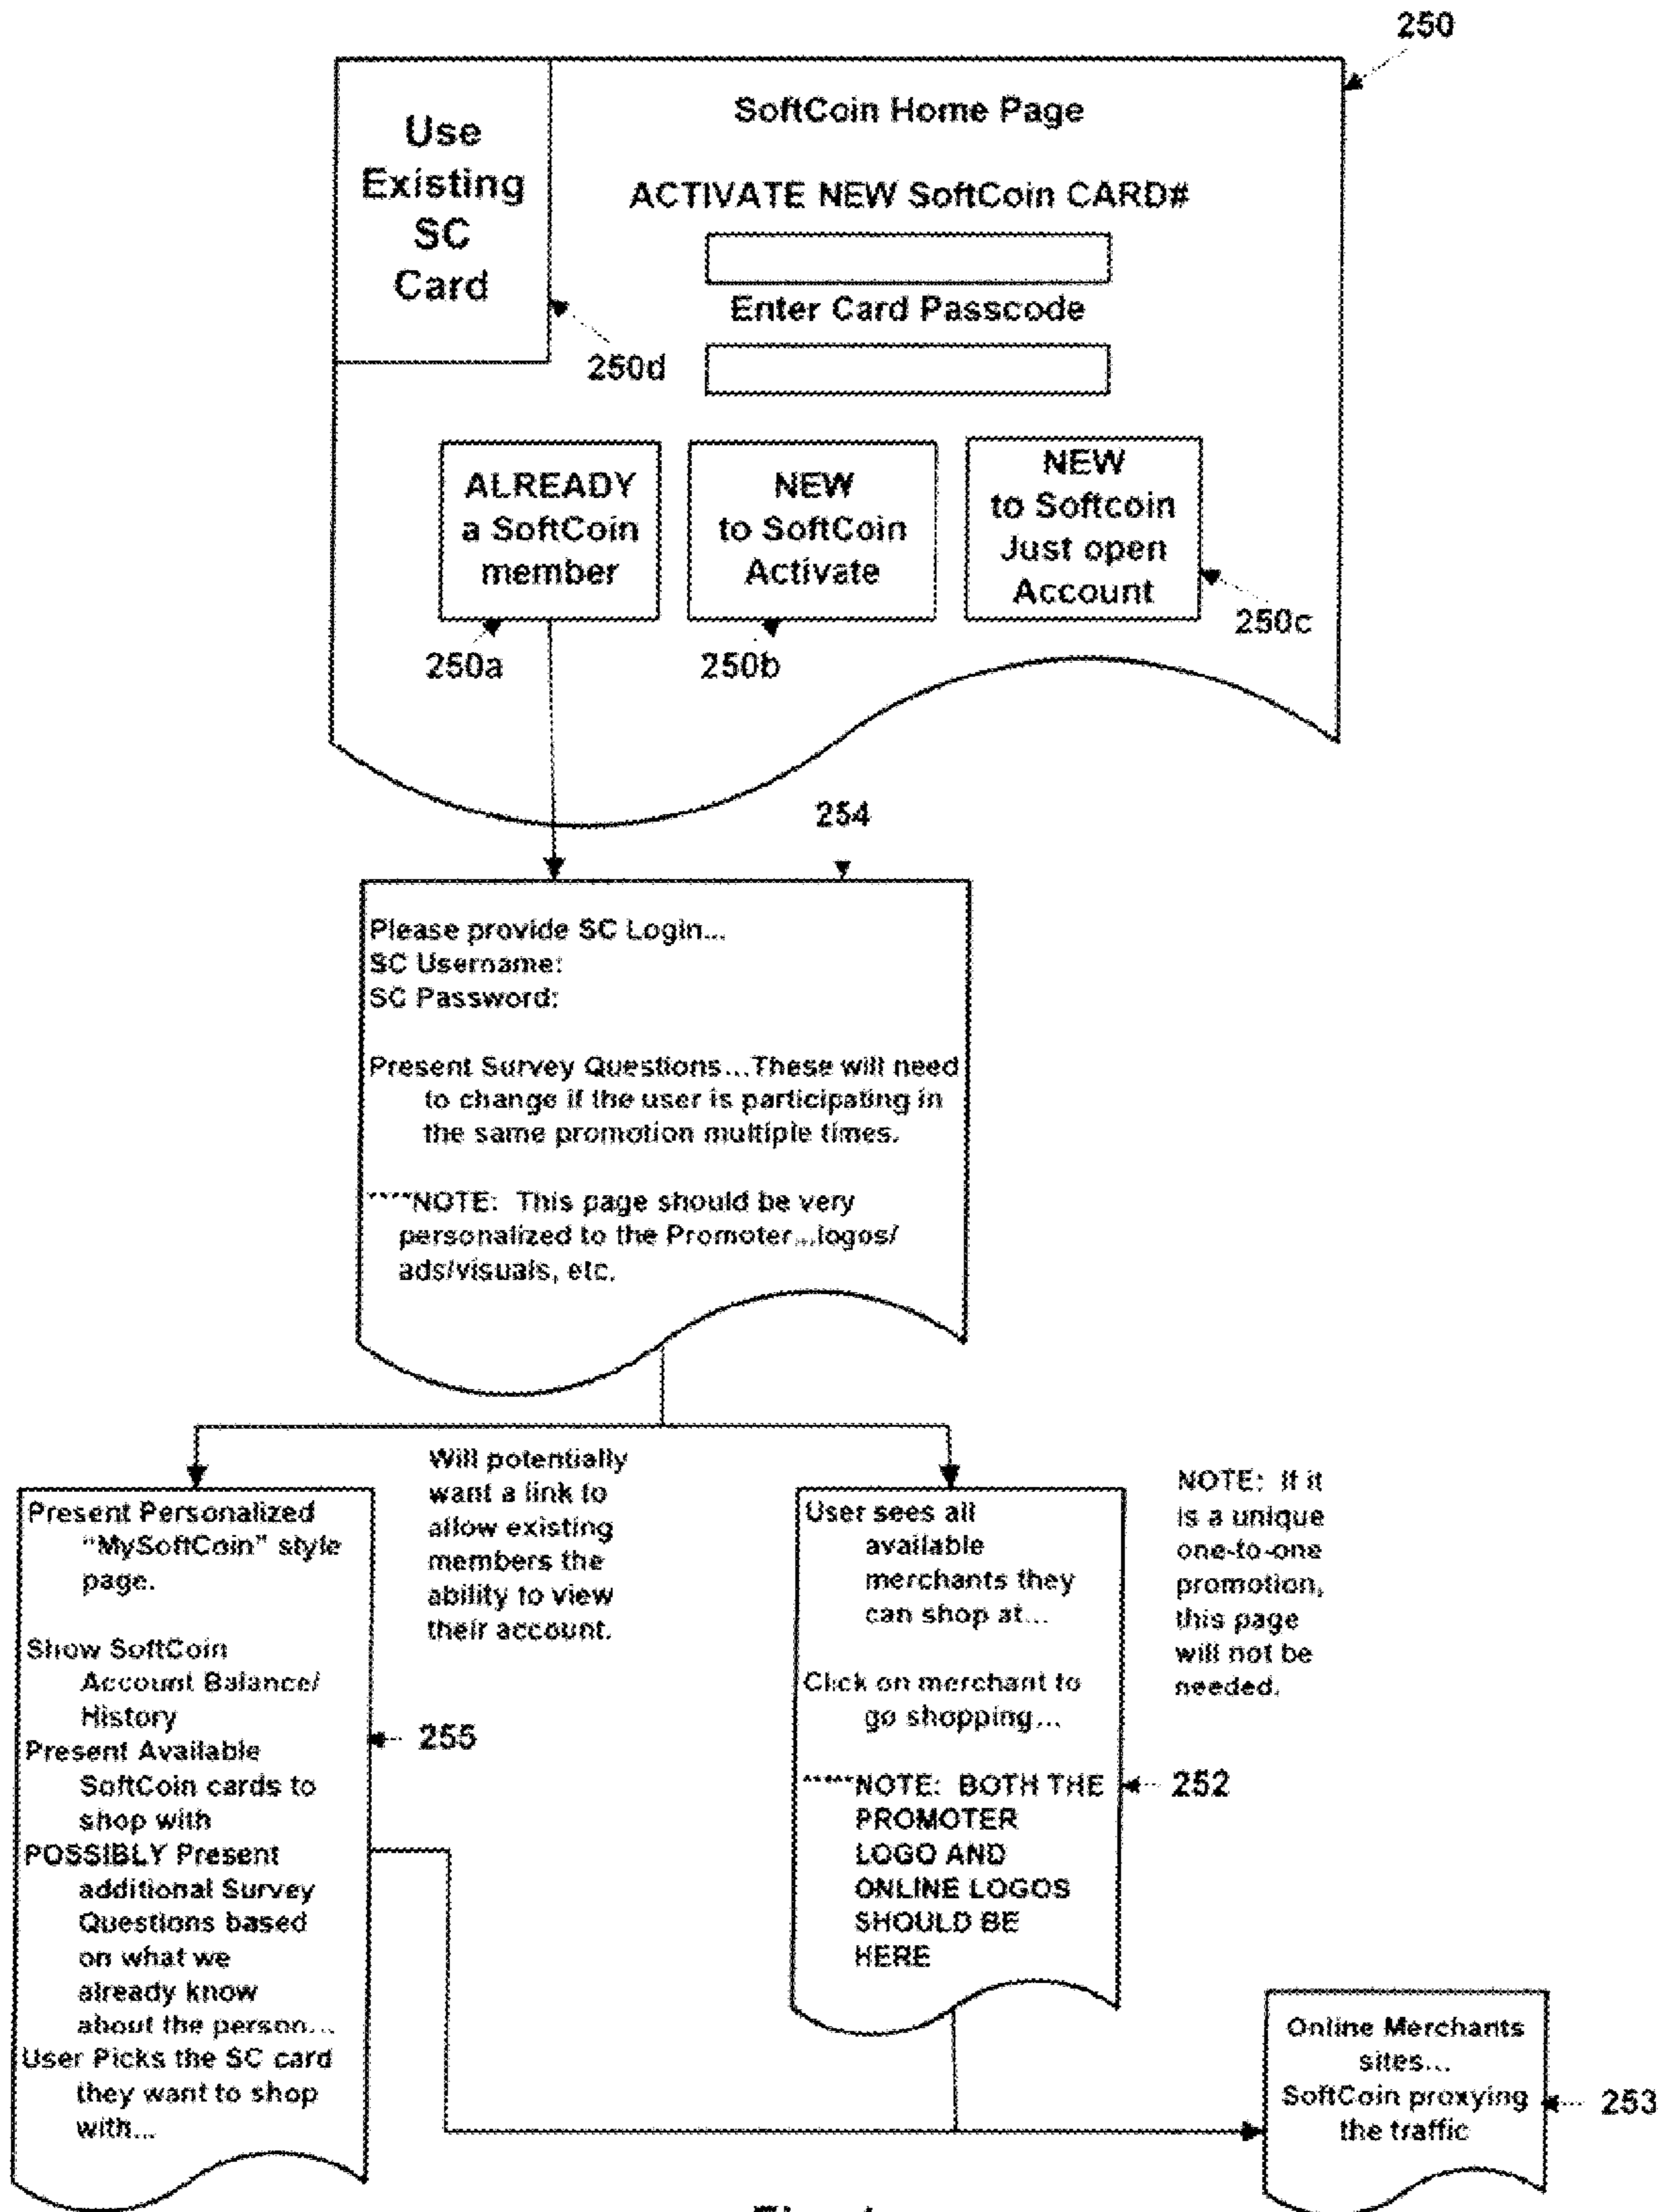 250
Use
Existing
SC
Card
250d
SoftCoin Home Page
ACTIVATE NEW SoftCoin CARD#
Enter Card Passcode
ALREADY
a SoftCoin
member
250a
NEW
to SoftCoin
Activate
250b
NEW
to Softcoin
Just open
Account
250c
254
Please provide SC Login...
SC Username:
SC Password:
Present Survey Questions...These will need
to change if the user is participating in
the same promotion multiple times.
*****NOTE: This page should be very
personalized to the Promoter...logos/
ads/visuals, etc.
Present Personalized
"MySoftCoin" style
page.
Show SoftCoin
Account Balance/
History
Present Available
SoftCoin cards to
shop with
POSSIBLY Present
additional Survey
Questions based
on what we
already know
about the person...
User Picks the SC card
they want to shop
with...
255
Will potentially
want a link to
allow existing
members the
ability to view
their account.
User sees all
available
merchants they
can shop at...
Click on merchant to
go shopping...
*****NOTE: BOTH THE
PROMOTER
LOGO AND
ONLINE LOGOS
SHOULD BE
HERE
252
NOTE: If it
is a unique
one-to-one
promotion,
this page
will not be
needed.
Online Merchants
sites...
SoftCoin proxying
the traffic
253